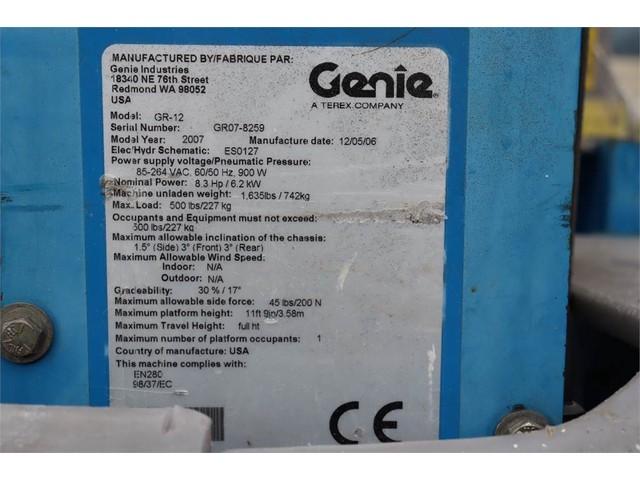 MANUFACTURED BY/FABRIQUE PAR:
Genie Industries
18340 NE 76th Street
Redmond WA 98052
USA
Genie
A TEREX COMPANY
Model: GR-12
Serial Number: GR07-8259
Model Year: 2007 Manufacture date: 12/05/06
Elec/Hydr Schematic: ES0127
Power supply voltage/Pneumatic Pressure:
85-264 VAC, 60/50 Hz, 900 W
Nominal Power: 8.3 Hp / 6.2 kW
Machine unladen weight: 1,635lbs / 742kg
Max. Load: 500 lbs/227 kg
Occupants and Equipment must not exceed:
500 lbs/227 kg
Maximum allowable inclination of the chassis:
1.5° (Side) 3° (Front) 3° (Rear)
Maximum Allowable Wind Speed:
Indoor: N/A
Outdoor: N/A
Gradeability: 30 % / 17°
Maximum allowable side force: 45 lbs/200 N
Maximum platform height: 11ft 9in/3.58m
Maximum Travel Height: full ht
Maximum number of platform occupants: 1
Country of manufacture: USA
This machine complies with:
EN280
98/37/EC
CE